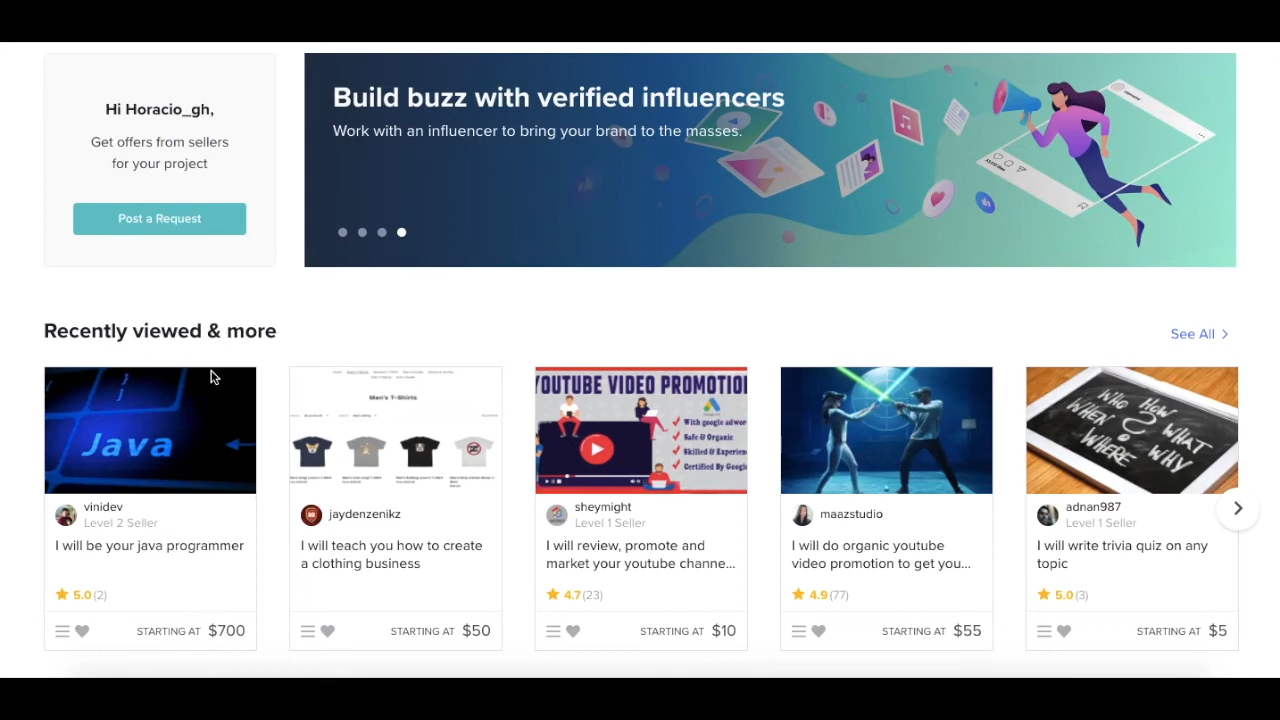 Hi Horacio_gh,
Get offers from sellers
for your project
Post a Request
Build buzz with verified influencers
Work with an influencer to bring your brand to the masses.
Recently viewed & more
See All
Java
vinidev
Level 2 Seller
I will be your java programmer
5.0(2)
STARTING AT $700
Men's T-Shirts
jaydenzenikz
I will teach you how to create
a clothing business
STARTING AT $50
YOUTUBE VIDEO PROMOTION
With google adwor
Safe & Organic
Skilled & Experien
Certified By Google
sheymight
Level 1 Seller
I will review, promote and
market your youtube channe...
4.7(23)
STARTING AT $10
maazstudio
I will do organic youtube
video promotion to get you...
4.9(77)
STARTING AT $55
WHO HOW
WHEN ? WHAT
WHERE WHY
adnan987
Level 1 Seller
I will write trivia quiz on any
topic
5.0(3)
STARTING AT $5